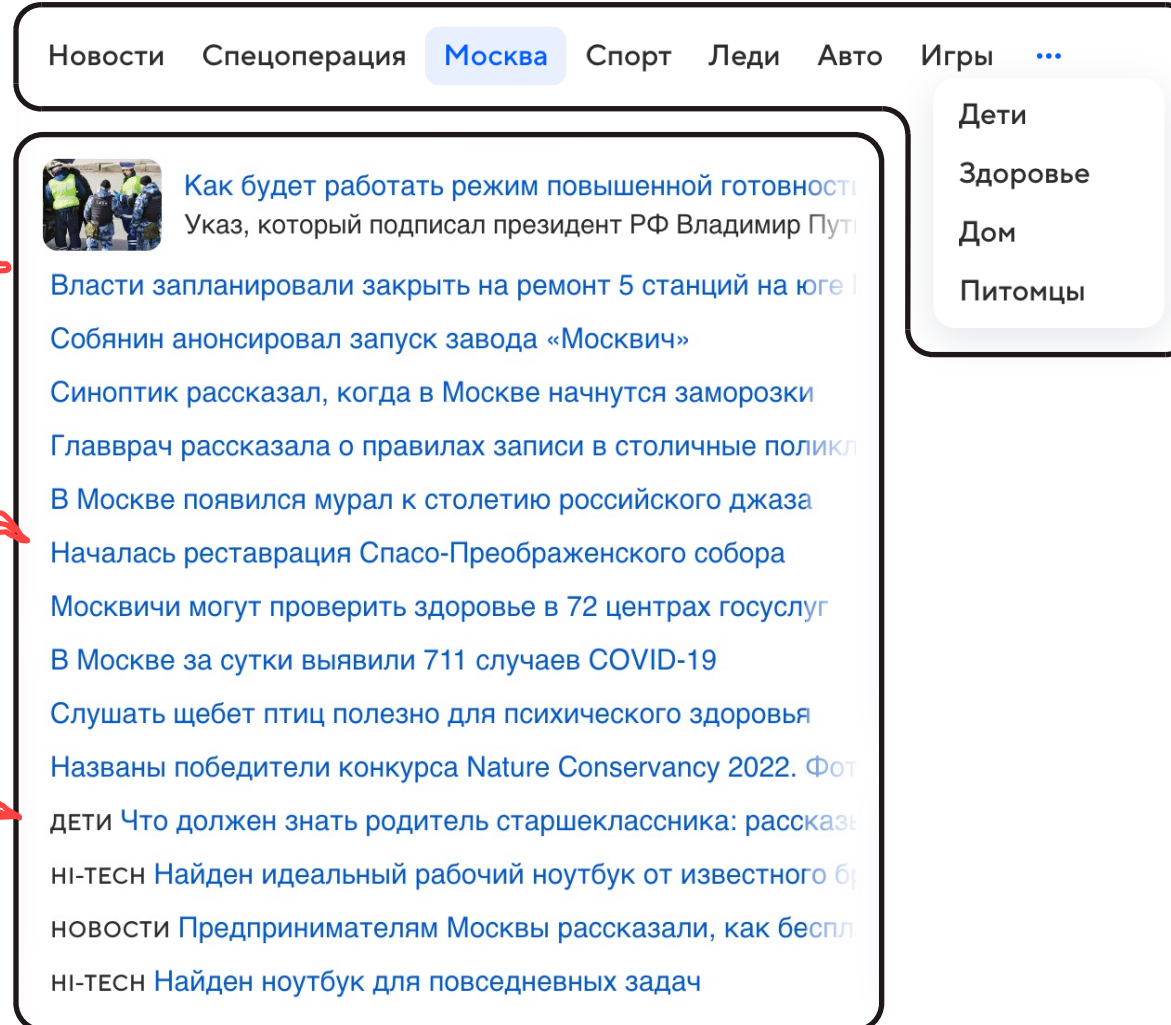 Новости Спецоперация Москва Спорт Леди Авто Игры ...
Дети
Здоровье
Дом
Питомцы
Как будет работать режим повышенной готовност
Указ, который подписал президент РФ Владимир
Власти запланировали закрыть на ремонт 5 станций на юге
Собянин анонсировал запуск завода «Москвич»
Синоптик рассказал, когда в Москве начнутся заморозки
Главврач рассказала о правилах записи в столичные
В Москве появился мурал к столетию российского джаза
Началась реставрация Спасо-Преображенского собора
Москвичи могут проверить здоровье в 72 центрах госуслуг
В Москве за сутки выявили 711 случаев COVID-19
Слушать щебет птиц полезно для психического здоровья
Названы победители конкурса Nature Conservancy 2022.
ДЕТИ Что должен знать родитель старшеклассника:
HI-TECH Найден идеальный рабочий ноутбук от известного
НОВОСТИ Предпринимателям Москвы рассказали, как
HI-TECH Найден ноутбук для повседневных задач